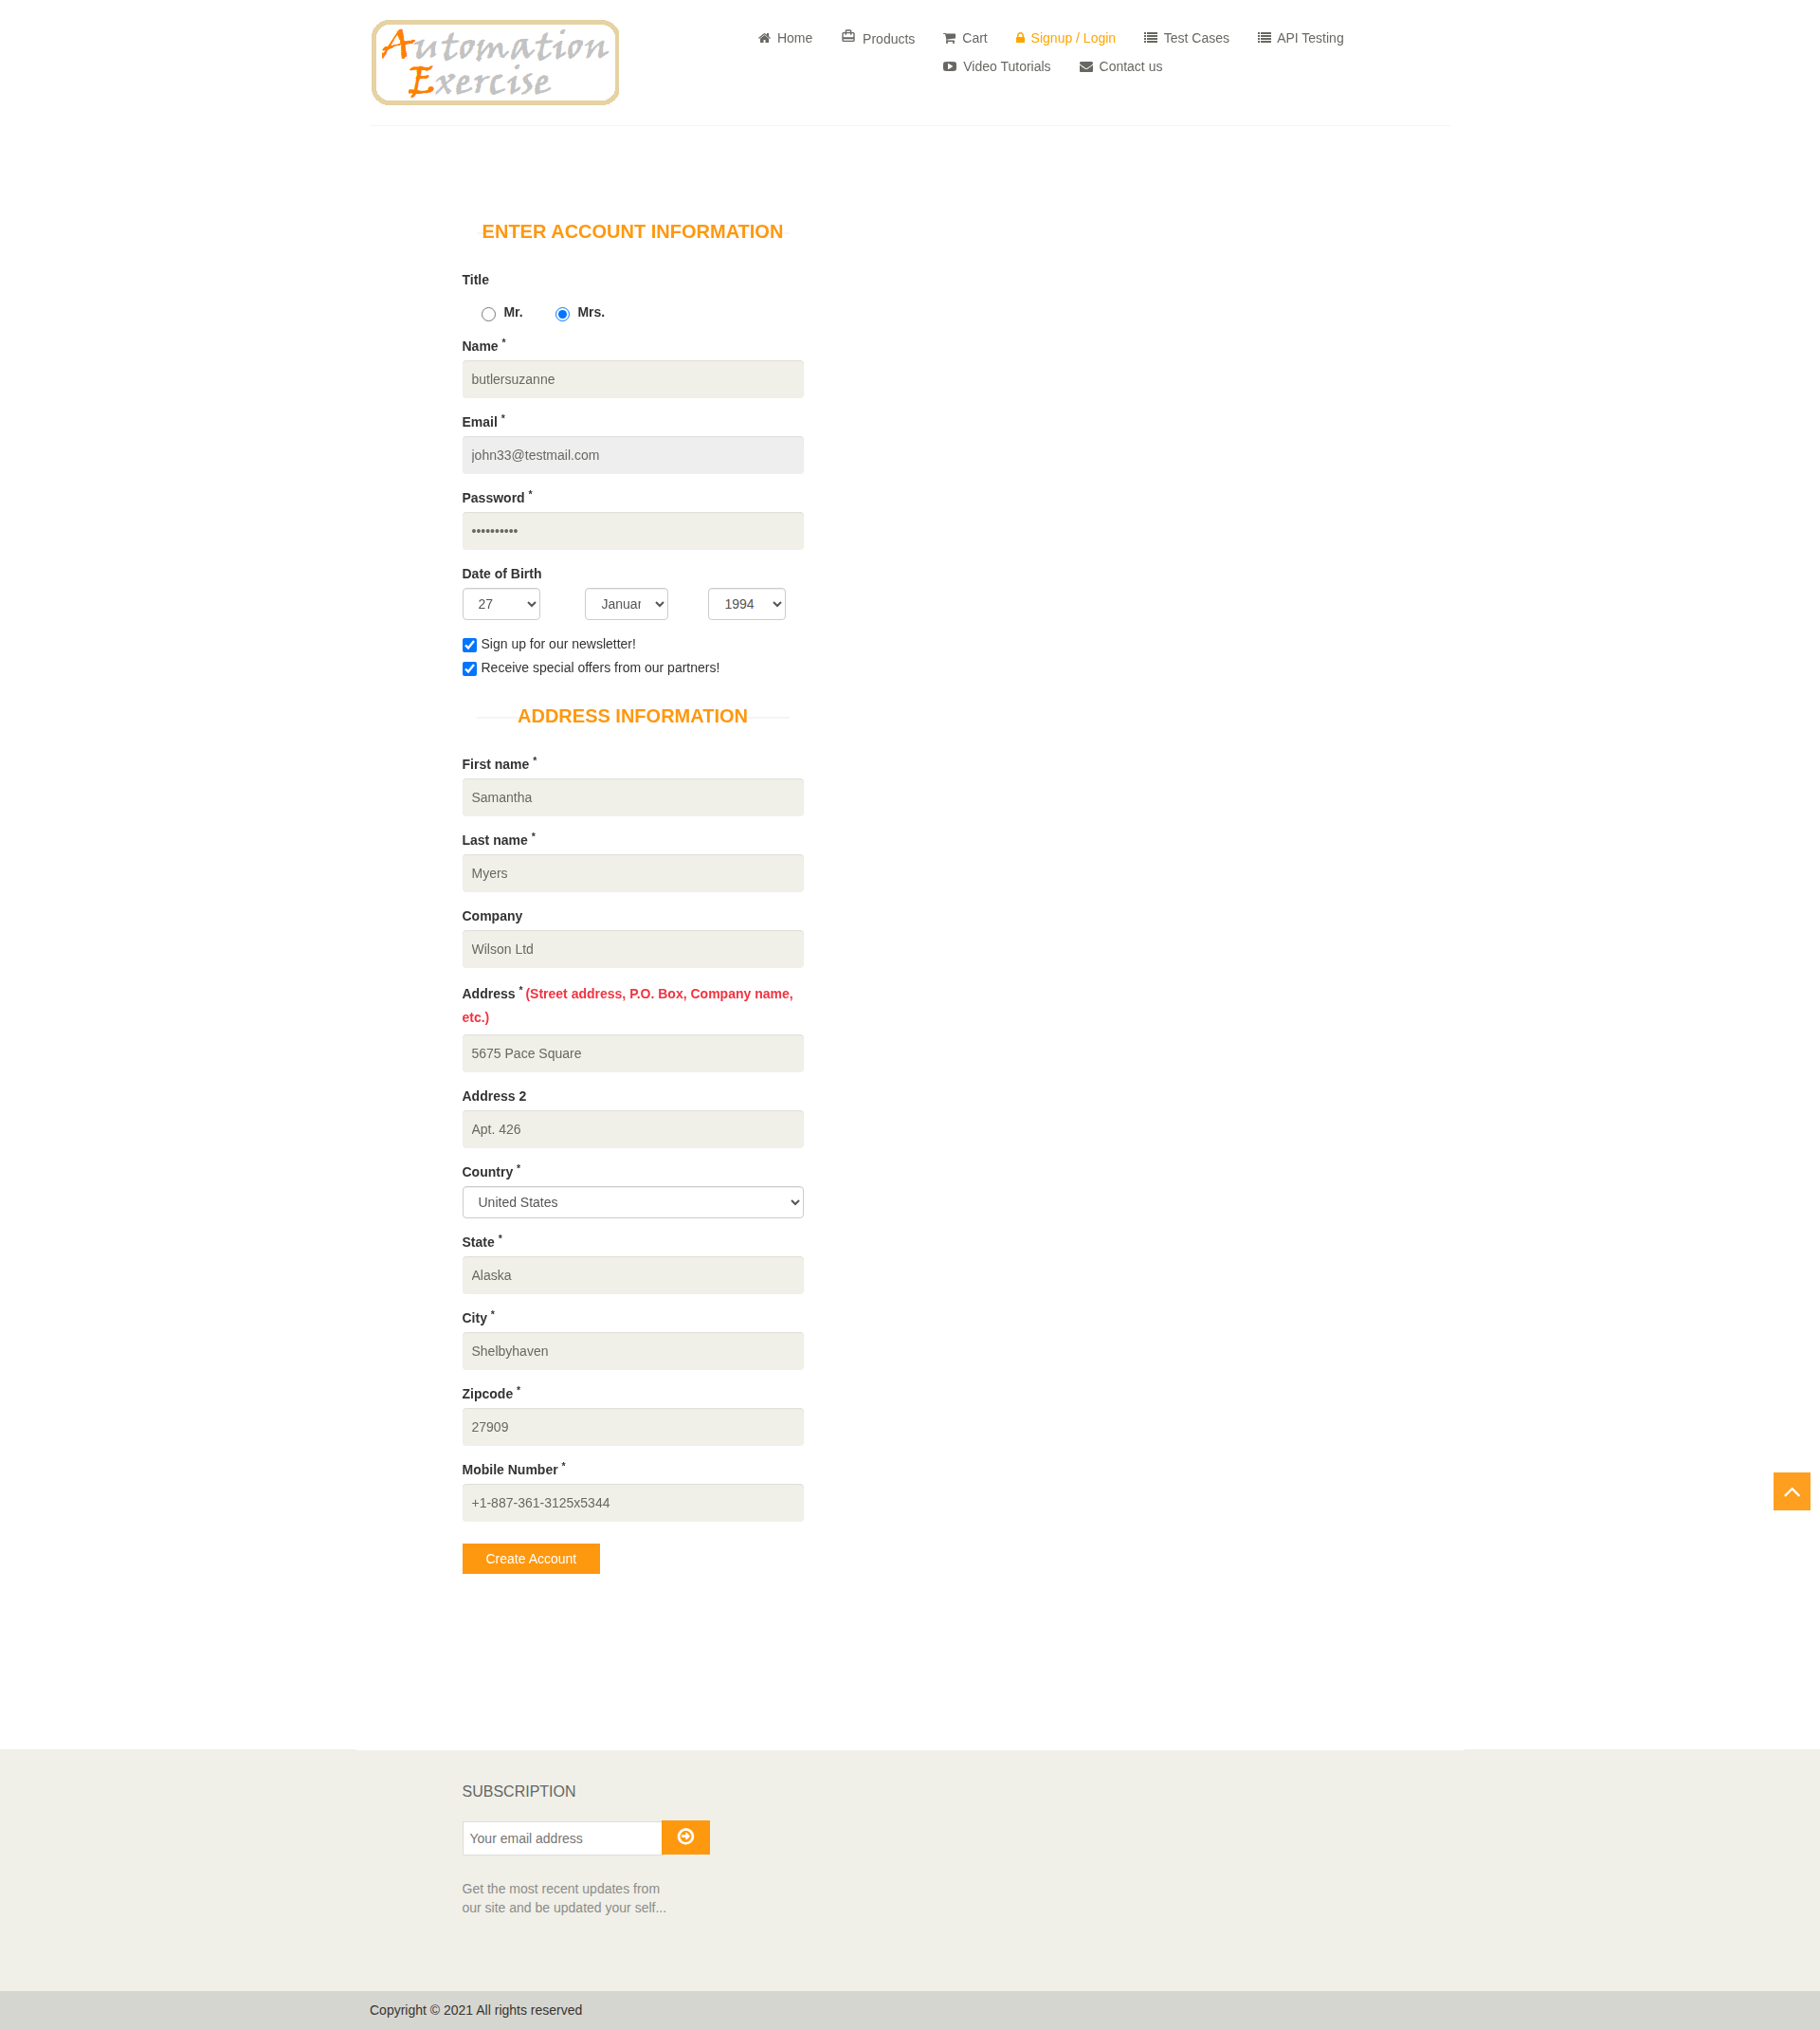 Automation
Exercise
Home
Products
Cart
Signup / Login
Test Cases
API Testing
Video Tutorials
Contact us
ENTER ACCOUNT INFORMATION
Title
Mr.
Mrs.
Name *
butlersuzanne
Email *
john33@testmail.com
Password *
••••••••••
Date of Birth
27
Januar
1994
Sign up for our newsletter!
Receive special offers from our partners!
ADDRESS INFORMATION
First name *
Samantha
Last name *
Myers
Company
Wilson Ltd
Address * (Street address, P.O. Box, Company name,
etc.)
5675 Pace Square
Address 2
Apt. 426
Country *
United States
State *
Alaska
City *
Shelbyhaven
Zipcode *
27909
Mobile Number *
+1-887-361-3125x5344
Create Account
SUBSCRIPTION
Your email address
Get the most recent updates from
our site and be updated your self...
Copyright © 2021 All rights reserved